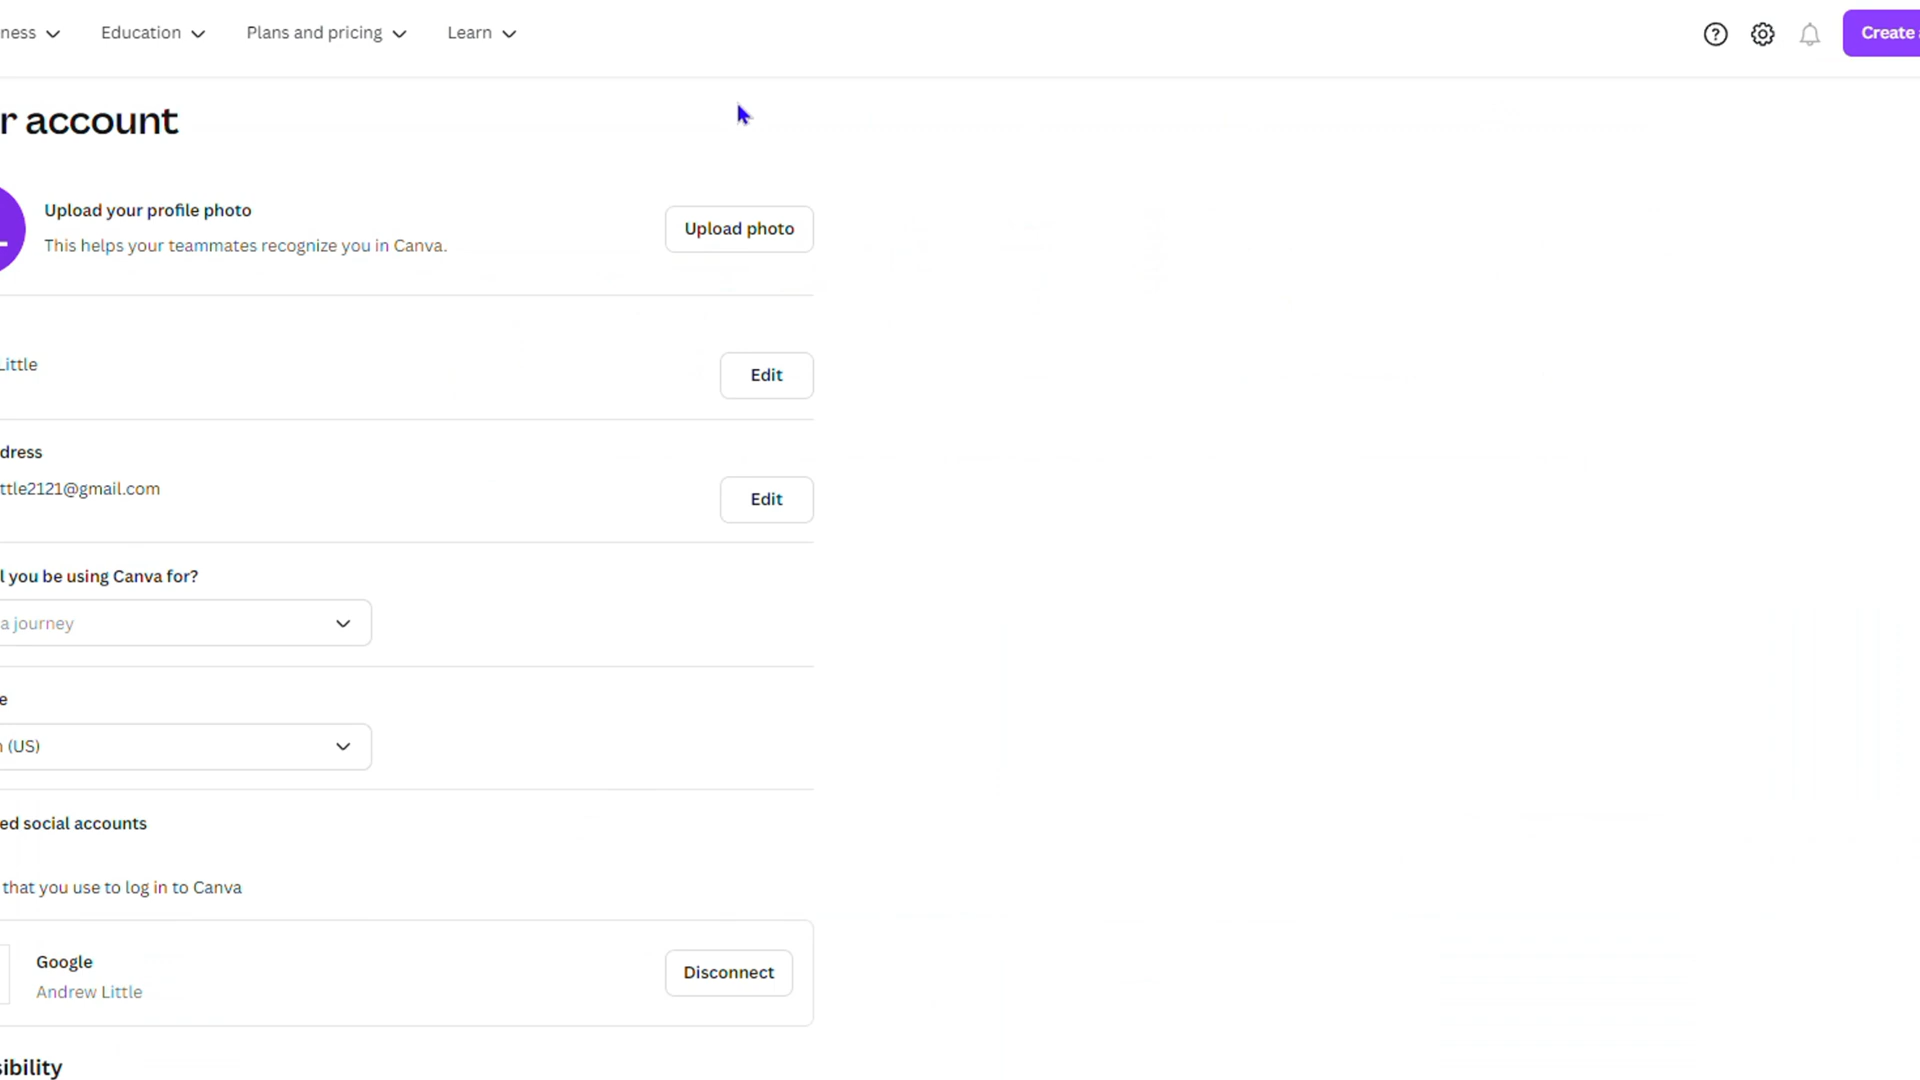 ness
Education
Plans and pricing
Learn
Create
r account
Upload your profile photo
This helps your teammates recognize you in Canva.
Upload photo
Little
Edit
dress
ttle2121@gmail.com
Edit
l you be using Canva for?
a journey
e
n (US)
ed social accounts
that you use to log in to Canva
Google
Andrew Little
Disconnect
sibility